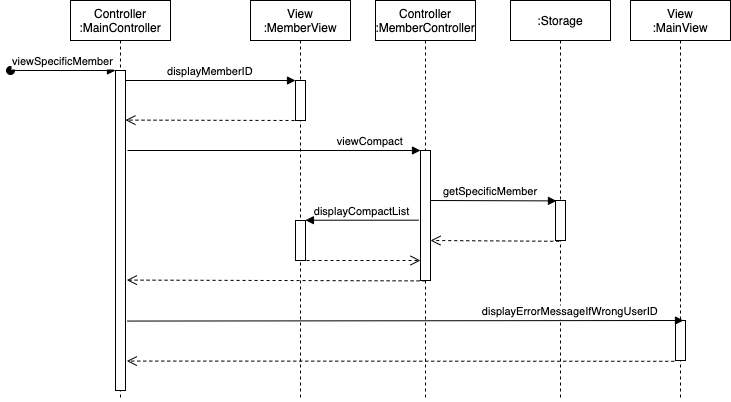 Controller
:MainController
View
:MemberView
Controller
:MemberController
:Storage
View
:MainView
viewSpecificMember
displayMemberID
viewCompact
getSpecificMember
displayCompactList
displayErrorMessageIfWrongUserID